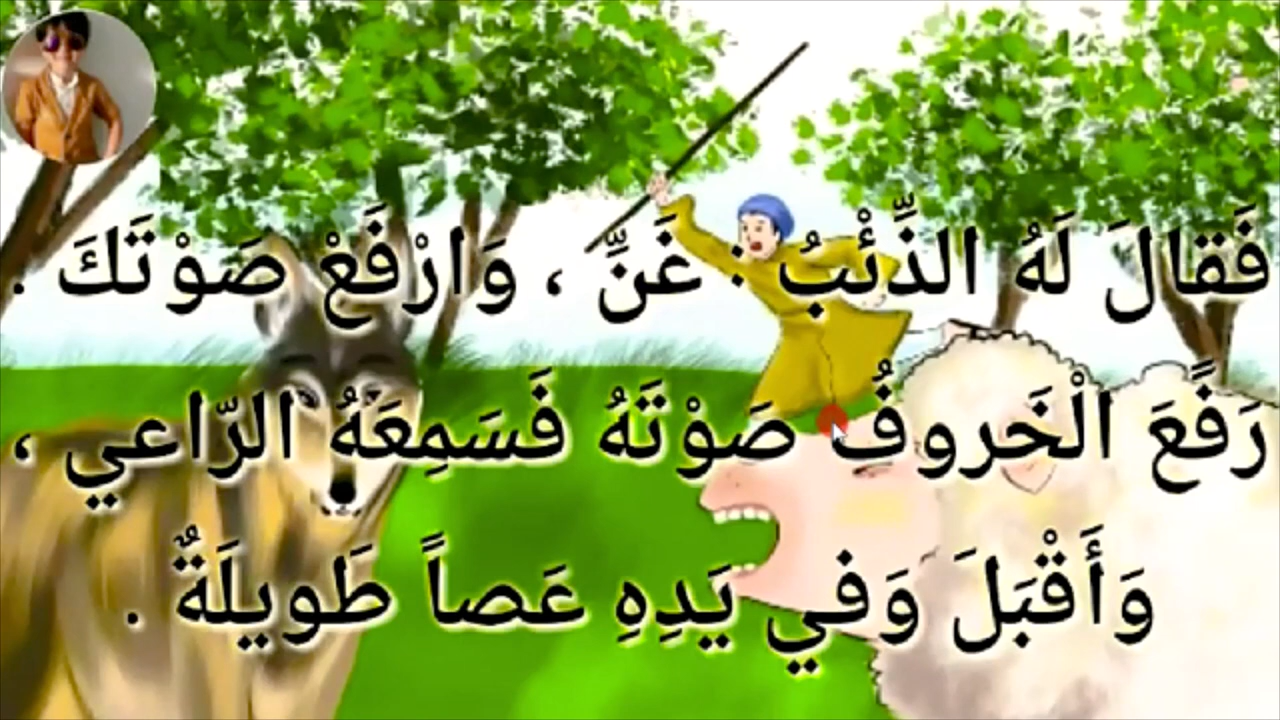 فَقالَ لَهُ الذِّئْبُ : غَنِّ ، وَارْفَعْ صَوْتَكَ .
رَفَعَ الْخَروفُ صَوْتَهُ فَسَمِعَهُ الرّاعي ،
وَأَقْبَلَ وَفي يَدِهِ عَصاً طَويلَةٌ .